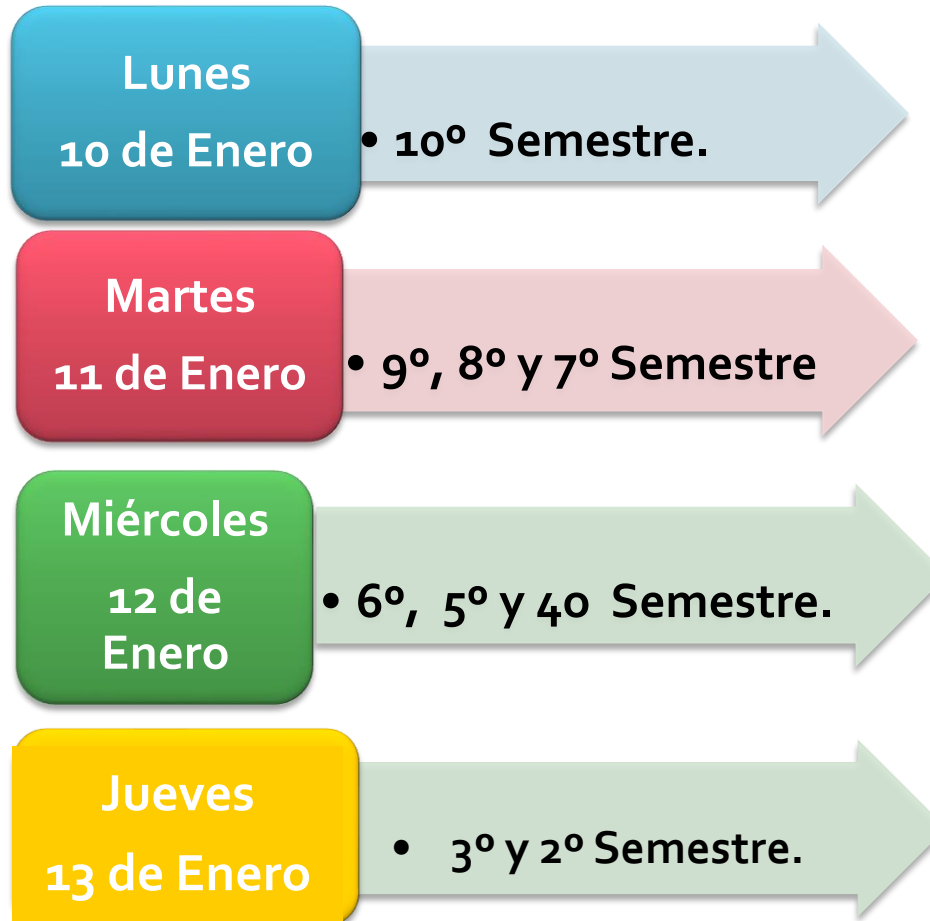 Lunes
10 de Enero
• 10º Semestre.
Martes
11 de Enero
• 9º, 8º y 7º Semestre
Miércoles
12 de
Enero
• 6º, 5º y 40 Semestre.
Jueves
13 de Enero
• 3º y 2º Semestre.